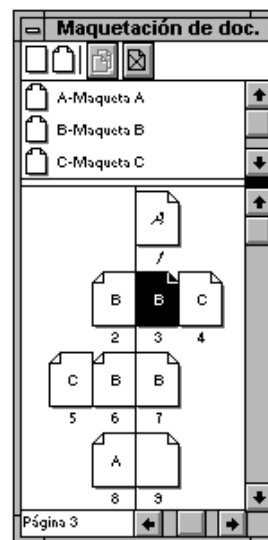 Maquetación de doc.
A-Maqueta A
B-Maqueta B
C-Maqueta C
A
1
B B C
2 3 4
C B B
5 6 7
A
8 9
Página 3